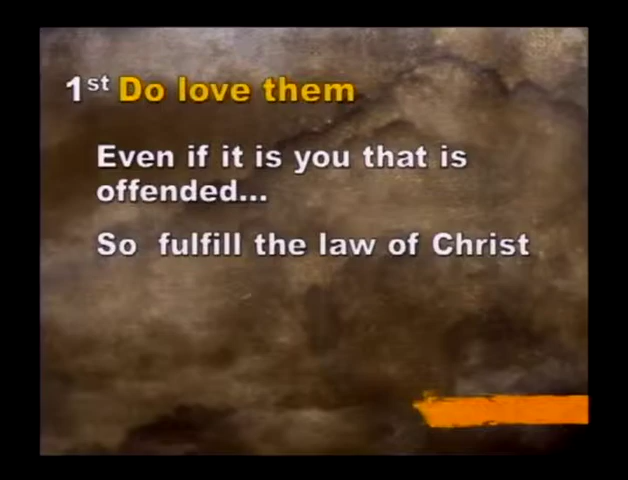 1st Do love them
Even if it is you that is
offended...
So fulfill the law of Christ